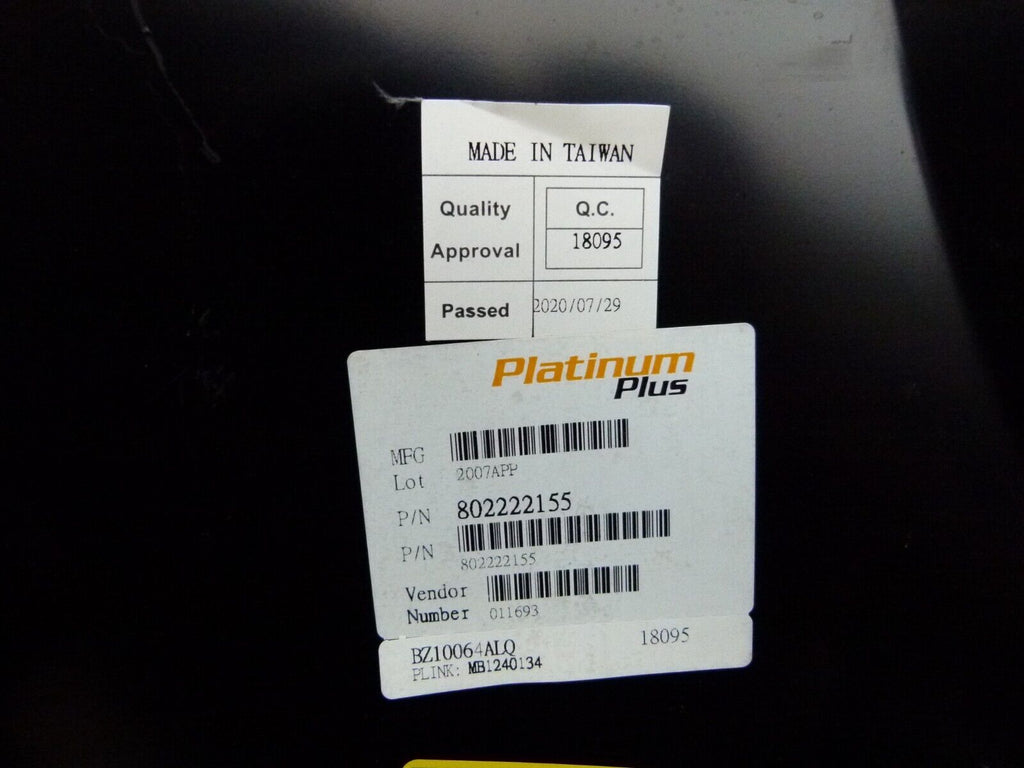 MADE IN TAIWAN
Quality Approval
Q.C.
18095
Passed 2020/07/29
Platinum
Plus
MFG Lot
2007APP
P/N 802222155
P/N
802222155
Vendor Number 011693
BZ10064ALQ 18095
PLINK: MB1240134